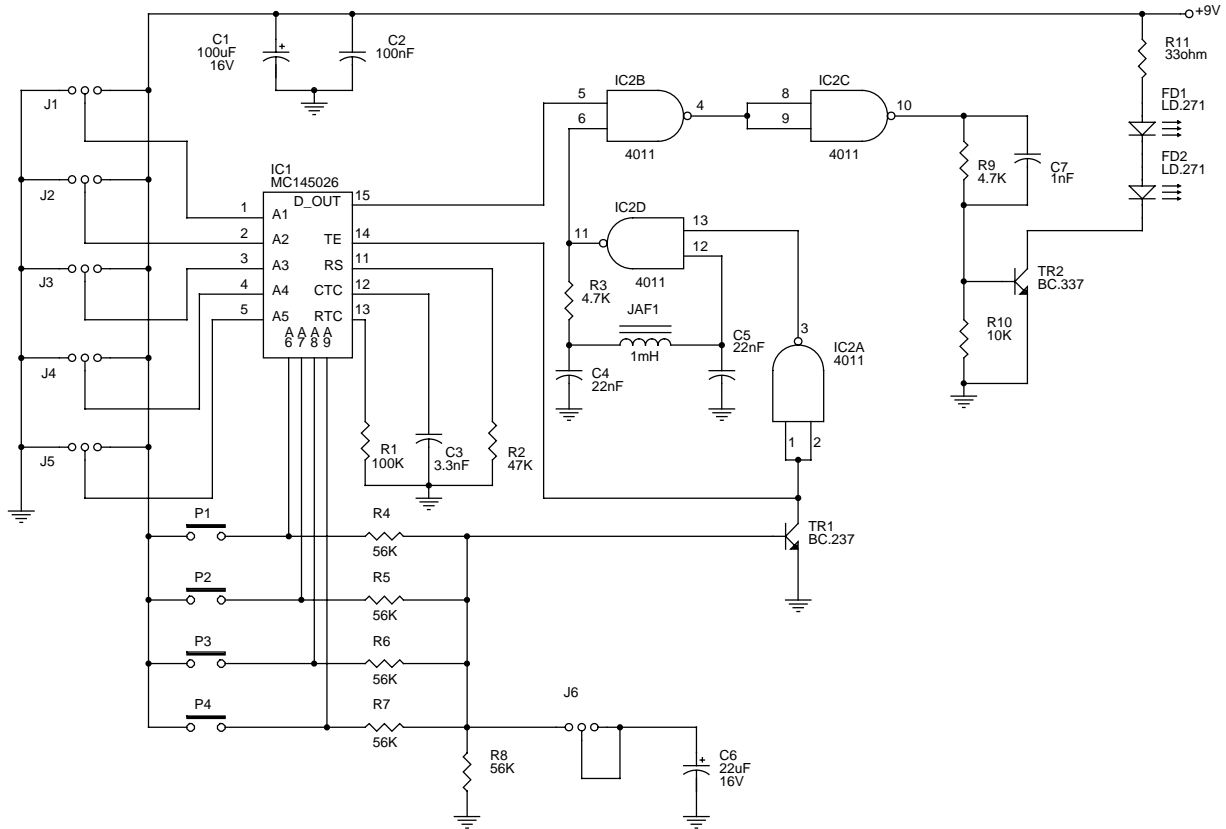 +9V
C1
100uF
16V
+
C2
100nF
R11
33ohm
J1
IC2B
5
6
4
4011
IC2C
8
9
10
4011
FD1
LD.271
FD2
LD.271
R9
4.7K
C7
1nF
J2
IC1
MC145026
D_OUT
15
1
A1
2
A2
TE
14
3
A3
RS
11
4
A4
CTC
12
5
A5
RTC
13
A
6
A
7
A
8
A
9
IC2D
11
13
12
4011
R3
4.7K
JAF1
1mH
C4
22nF
C5
22nF
3
IC2A
4011
1
2
TR2
BC.337
R10
10K
J3
J4
J5
R1
100K
C3
3.3nF
R2
47K
P1
R4
56K
TR1
BC.237
P2
R5
56K
P3
R6
56K
P4
R7
56K
J6
R8
56K
+
C6
22uF
16V